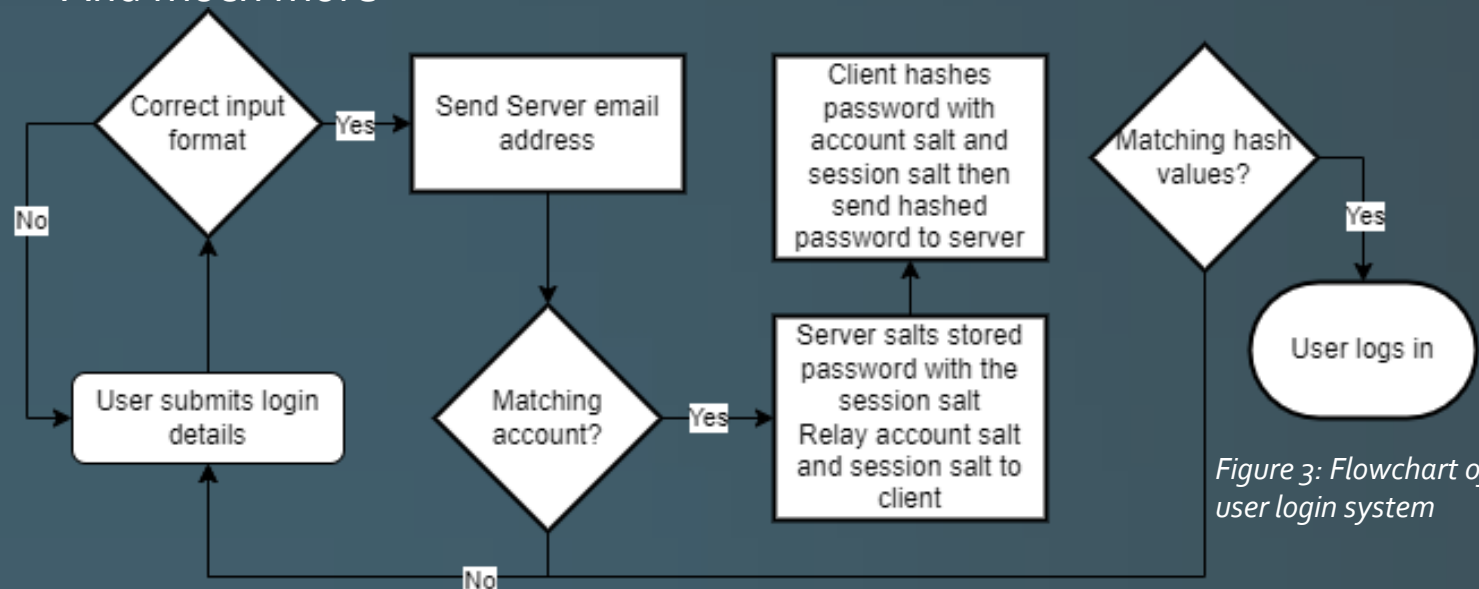 And much more
Correct input
format
Yes
Send Server email
address
Client hashes
password with
account salt and
session salt then
send hashed
password to server
Matching hash
values?
No
Yes
User submits login
details
Matching
account?
Yes
Server salts stored
password with the
session salt
Relay account salt
and session salt to
client
User logs in
Figure 3: Flowchart
user login system
No